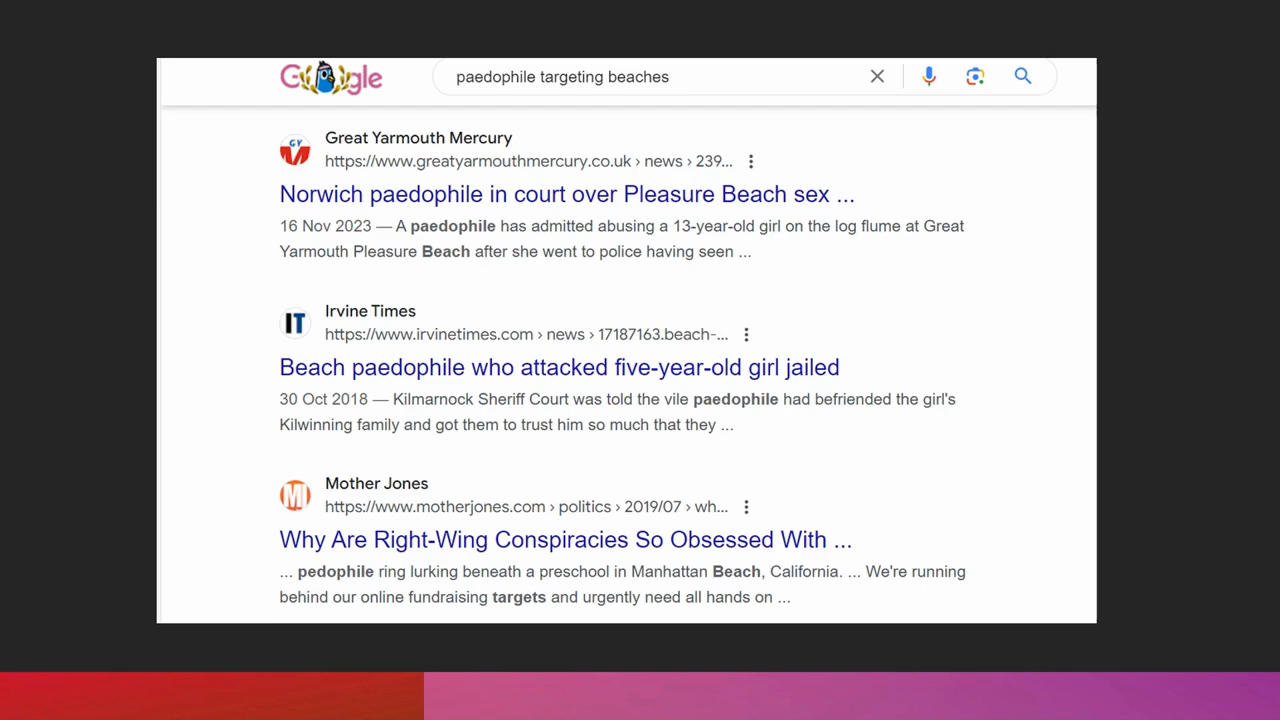 Google
paedophile targeting beaches
GY
Great Yarmouth Mercury
https://www.greatyarmouthmercury.co.uk › news › 239...
Norwich paedophile in court over Pleasure Beach sex ...
16 Nov 2023 — A paedophile has admitted abusing a 13-year-old girl on the log flume at Great
Yarmouth Pleasure Beach after she went to police having seen ...
IT
Irvine Times
https://www.irvinetimes.com › news › 17187163.beach-...
Beach paedophile who attacked five-year-old girl jailed
30 Oct 2018 — Kilmarnock Sheriff Court was told the vile paedophile had befriended the girl's
Kilwinning family and got them to trust him so much that they ...
Mother Jones
https://www.motherjones.com › politics › 2019/07 › wh...
Why Are Right-Wing Conspiracies So Obsessed With ...
... pedophile ring lurking beneath a preschool in Manhattan Beach, California. ... We're running
behind our online fundraising targets and urgently need all hands on ...